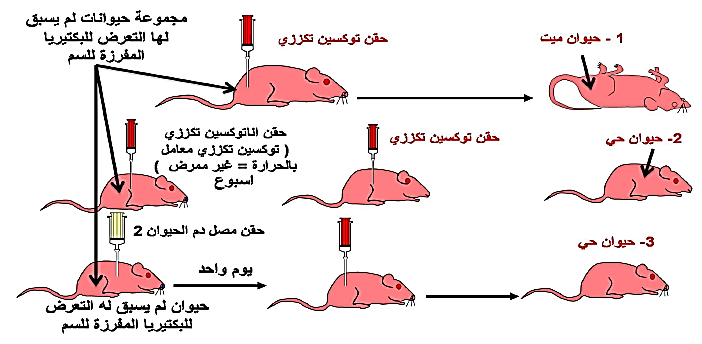 مجموعة حيوانات لم يسبق
لها التعرض للبكتيريا
المفرزة للسم
حقن توكسين تكززي
1 - حيوان ميت
حقن اناتوكسين تكززي
( توكسين تكززي معامل
بالحرارة = غير ممرض )
اسبوع
حقن توكسين تكززي
2- حيوان حي
حقن مصل دم الحيوان 2
يوم واحد
3- حيوان حي
حيوان لم يسبق له التعرض
للبكتيريا المفرزة للسم